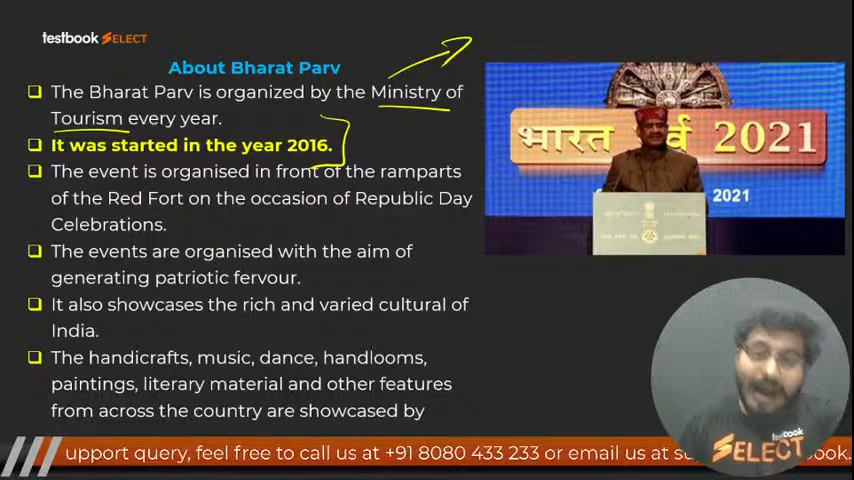 testbook SELECT
About Bharat Parv
The Bharat Parv is organized by the Ministry of
Tourism every year.
It was started in the year 2016.
The event is organised in front of the ramparts
of the Red Fort on the occasion of Republic Day
Celebrations.
The events are organised with the aim of
generating patriotic fervour.
It also showcases the rich and varied cultural of
India.
The handicrafts, music, dance, handlooms,
paintings, literary material and other features
from across the country are showcased by
भारत 2021
2021
testbook
SELECT
upport query, feel free to call us at +91 8080 433 233 or email us at